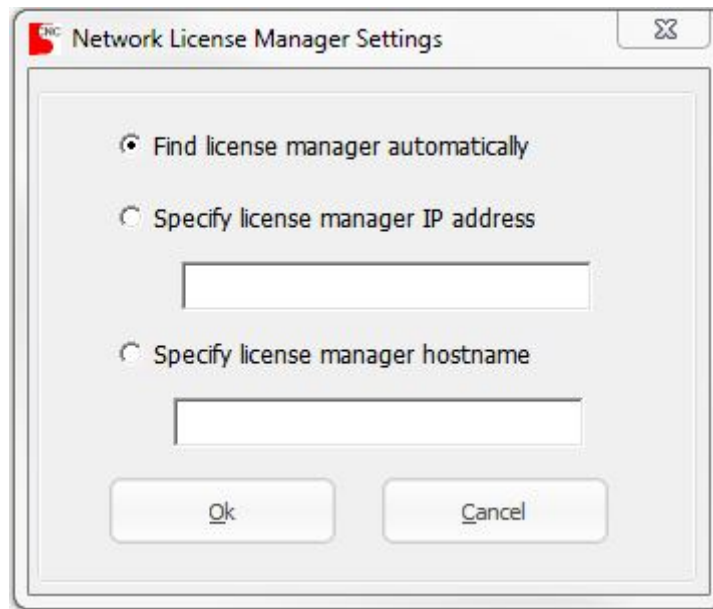 CNC
Network License Manager Settings
Find license manager automatically
Specify license manager IP address
Specify license manager hostname
Ok
Cancel